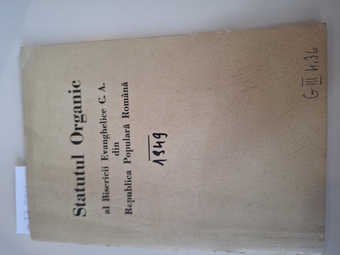 Statutul Organic
al Bisericii Evanghelice C. A.
din
Republica Populară Română
1949
G III 4.36